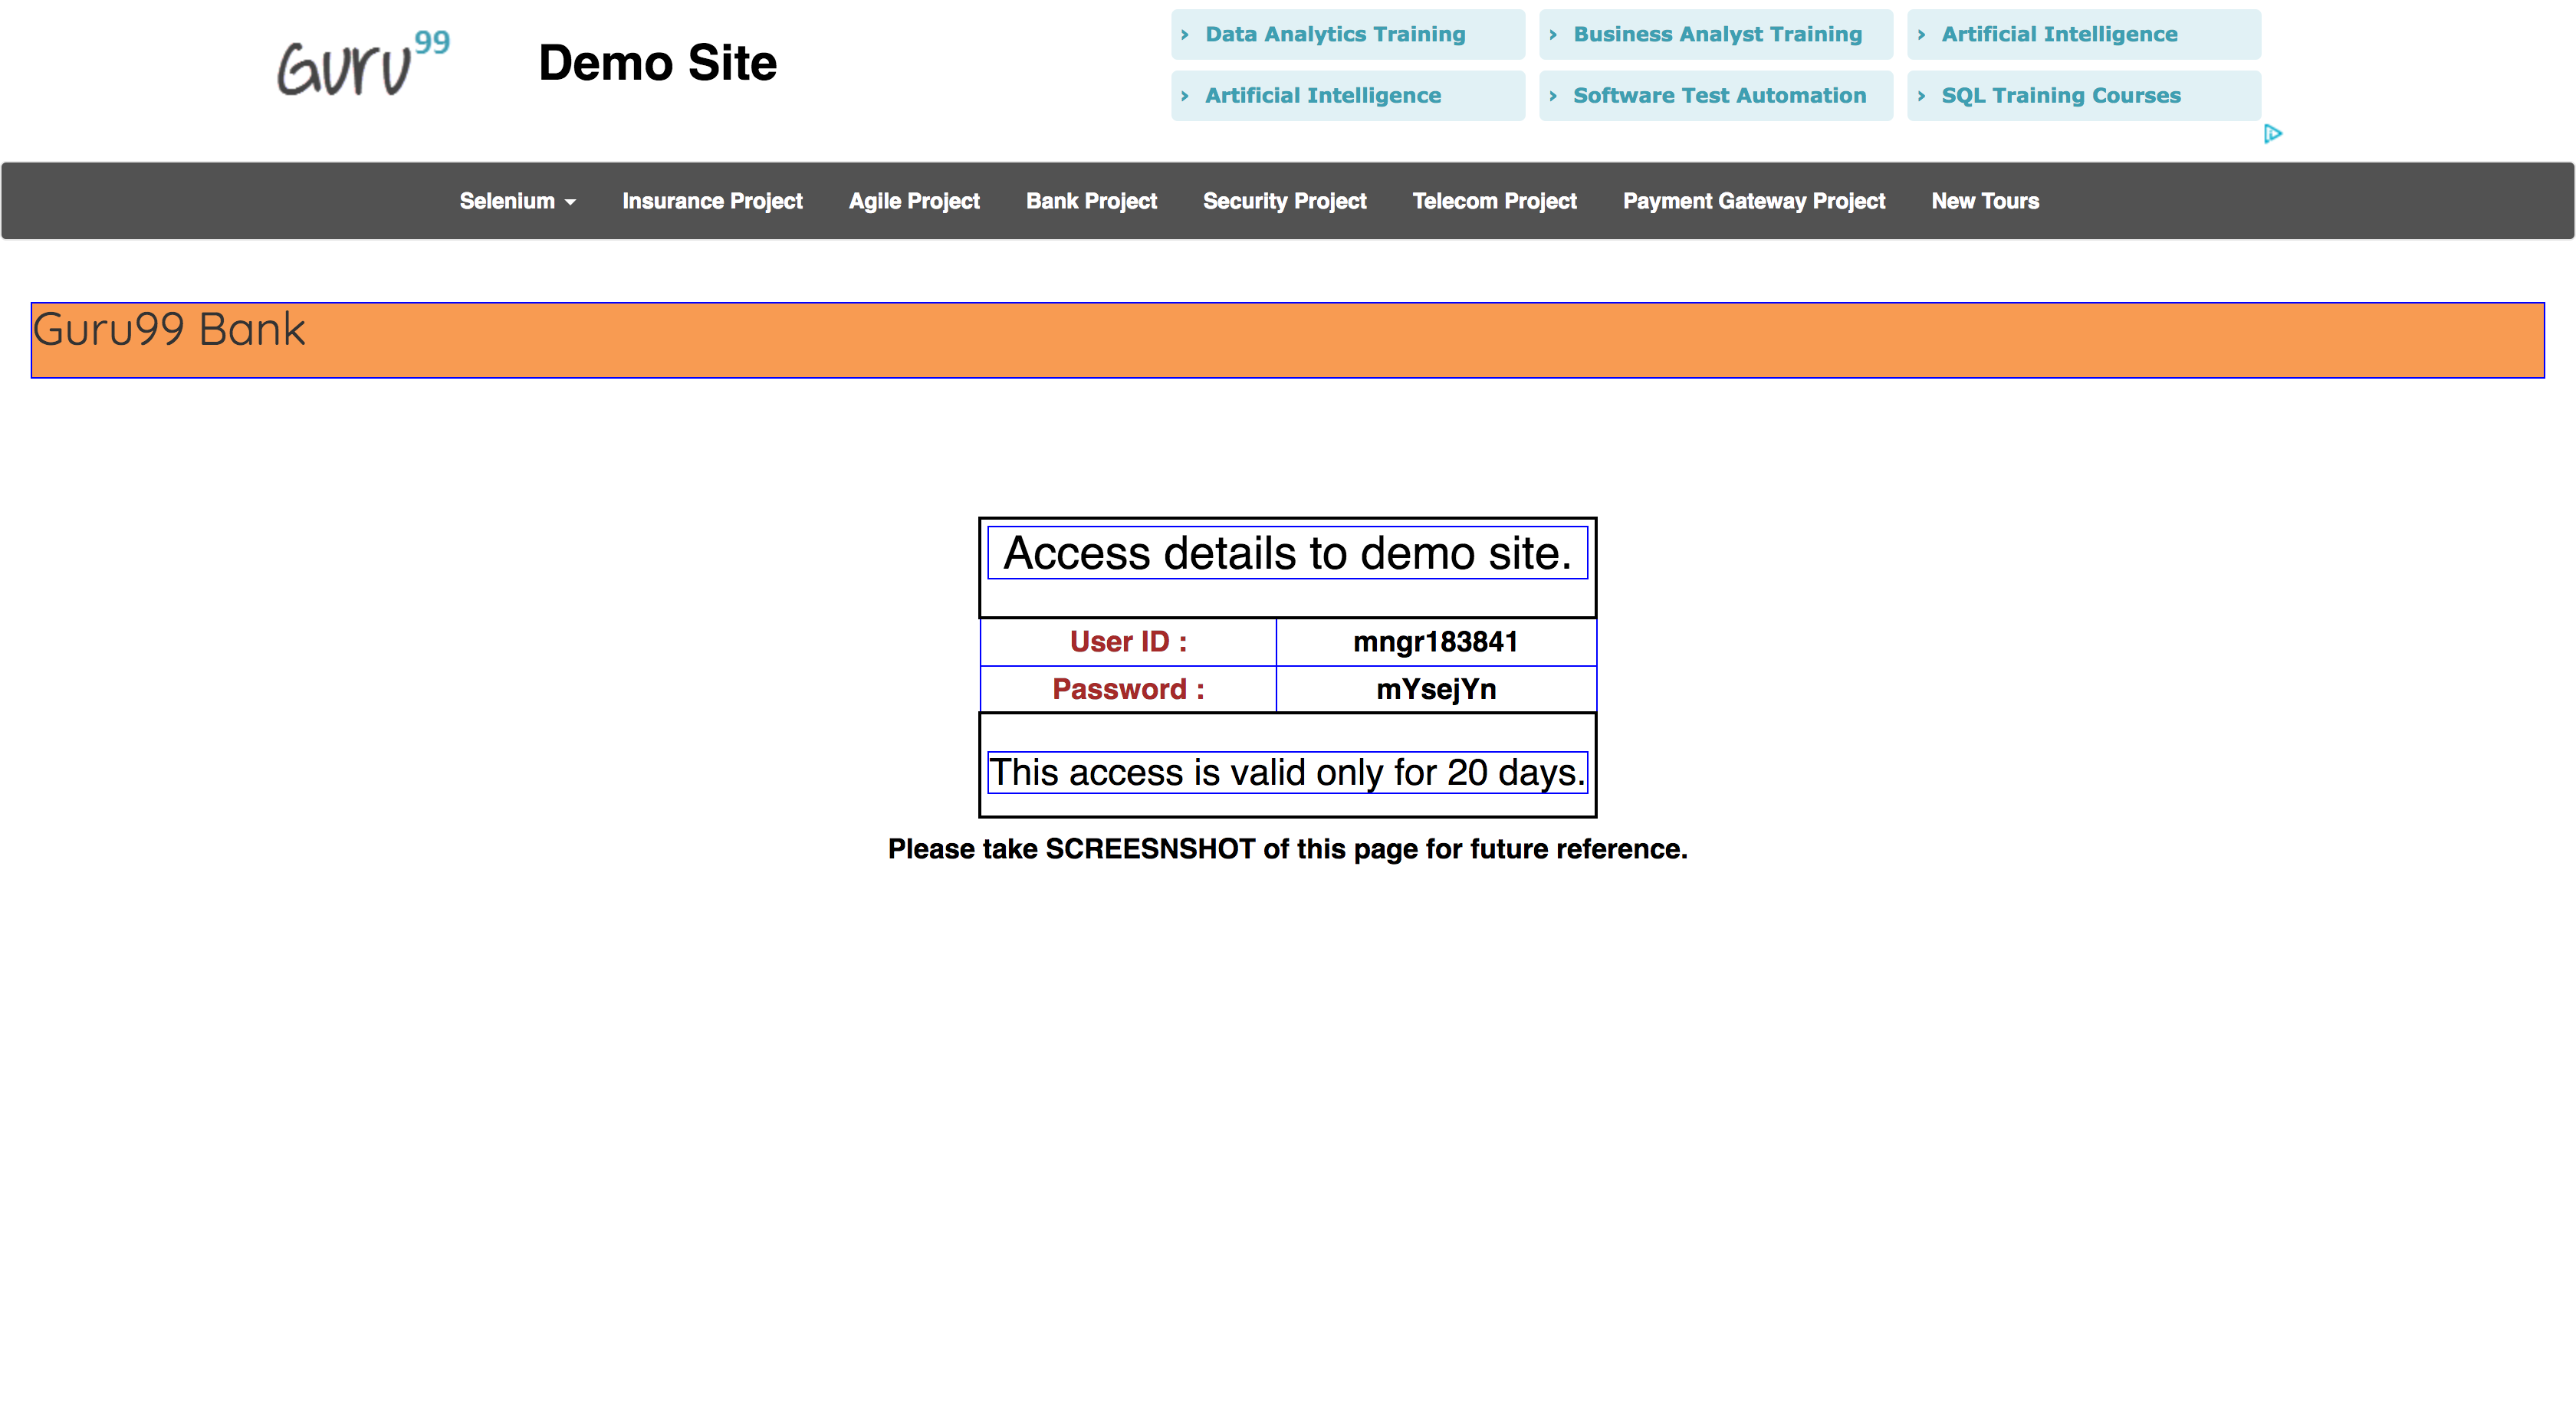 Guru99
Demo Site
› Data Analytics Training
› Business Analyst Training
› Artificial Intelligence
› Artificial Intelligence
› Software Test Automation
› SQL Training Courses
Selenium Insurance Project Agile Project Bank Project Security Project Telecom Project Payment Gateway Project New Tours
Guru99 Bank
Access details to demo site.
User ID : mngr183841
Password : mYsejYn
This access is valid only for 20 days.
Please take SCREESNSHOT of this page for future reference.